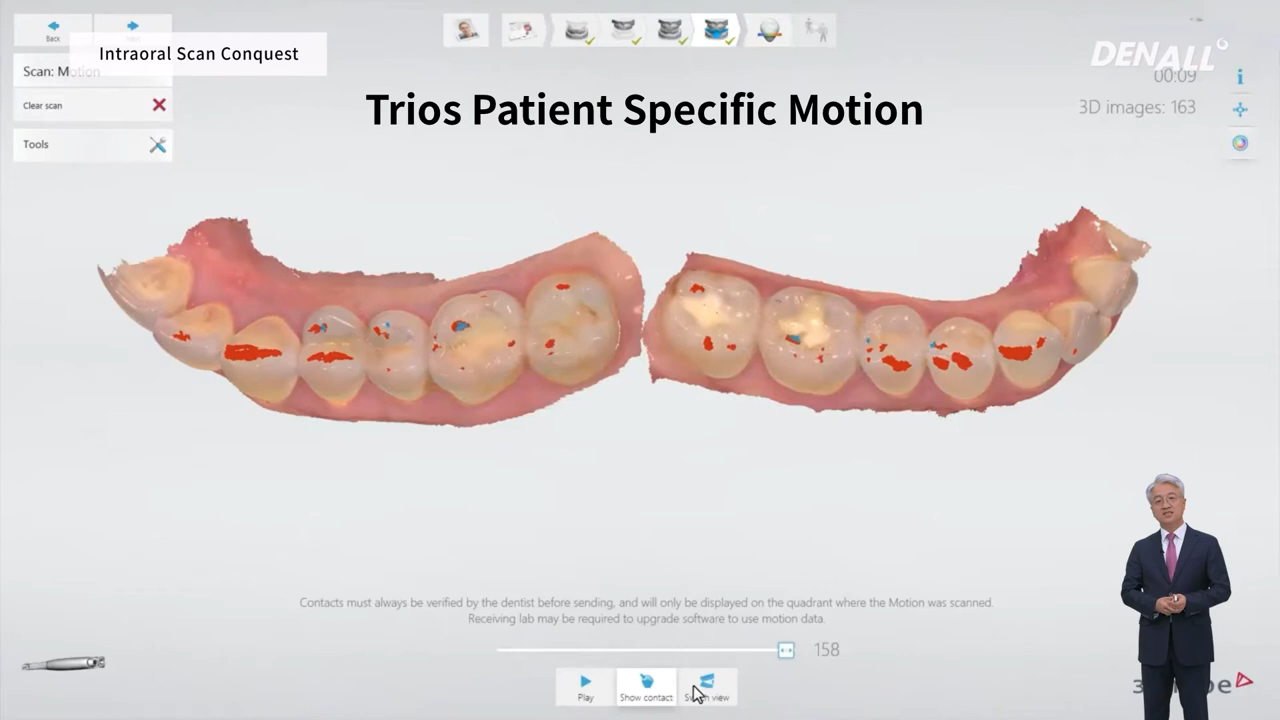 Back
Intraoral Scan Conquest
Scan: Motion
Clear scan
Tools
Trios Patient Specific Motion
DENALL
00:09
3D images: 163
i
Contacts must always be verified by the dentist before sending, and will only be displayed on the quadrant where the Motion was scanned.
Receiving lab may be required to upgrade software to use motion data.
158
Play
Show contact
view